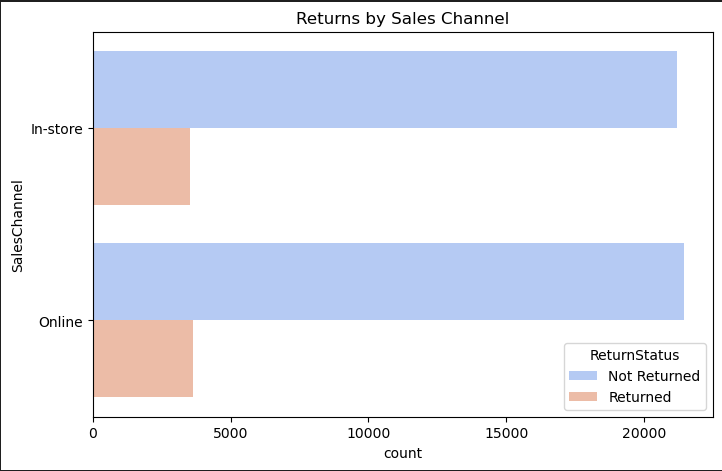 Returns by Sales Channel
SalesChannel
In-store
Online
0 5000 10000 15000 20000
count
ReturnStatus
Not Returned
Returned